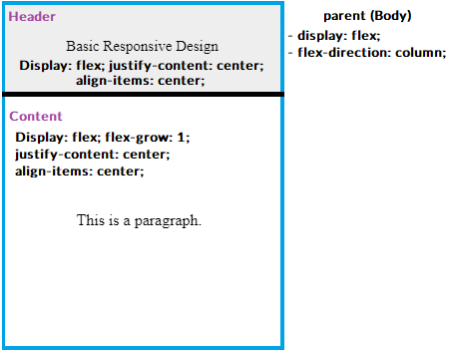 Header
Basic Responsive Design
Display: flex; justify-content: center;
align-items: center;
Content
Display: flex; flex-grow: 1;
justify-content: center;
align-items: center;
This is a paragraph.
parent (Body)
- display: flex;
- flex-direction: column;